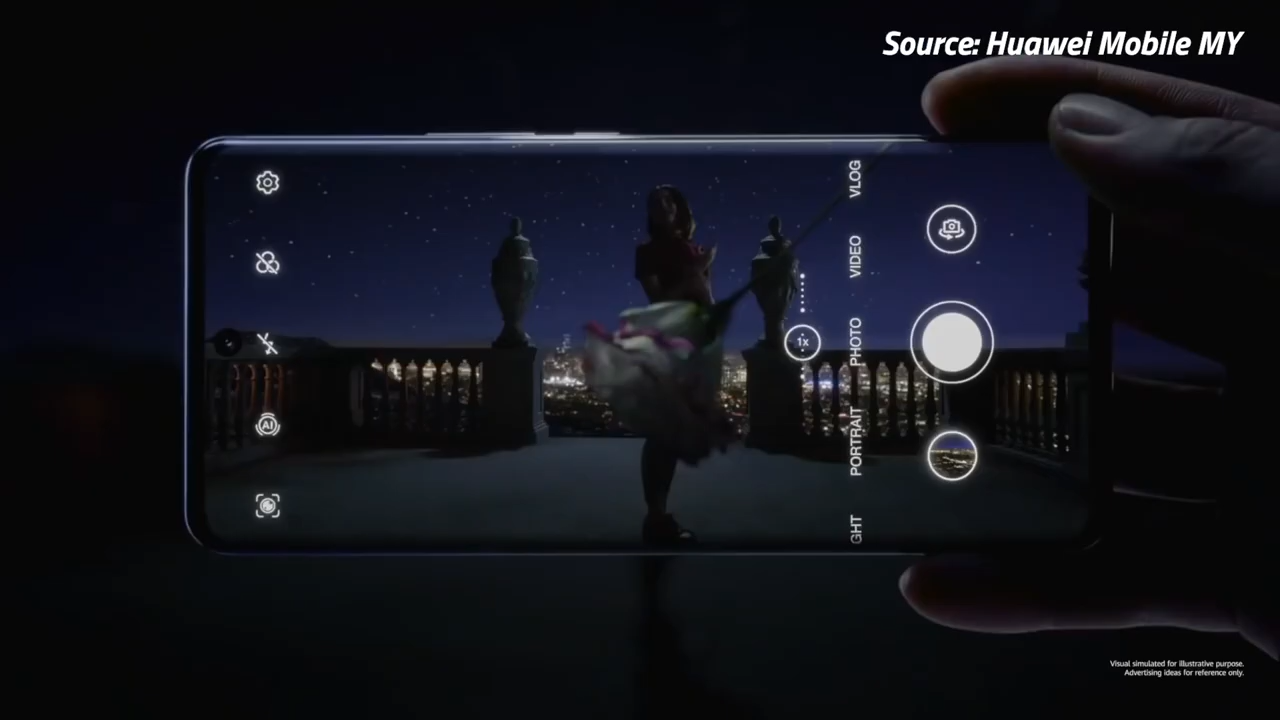 Source: Huawei Mobile MY
VLOG
VIDEO
1x
PHOTO
AI
PORTRAIT
GHT
Visual simulated for illustrative purpose.
Advertising ideas for reference only.